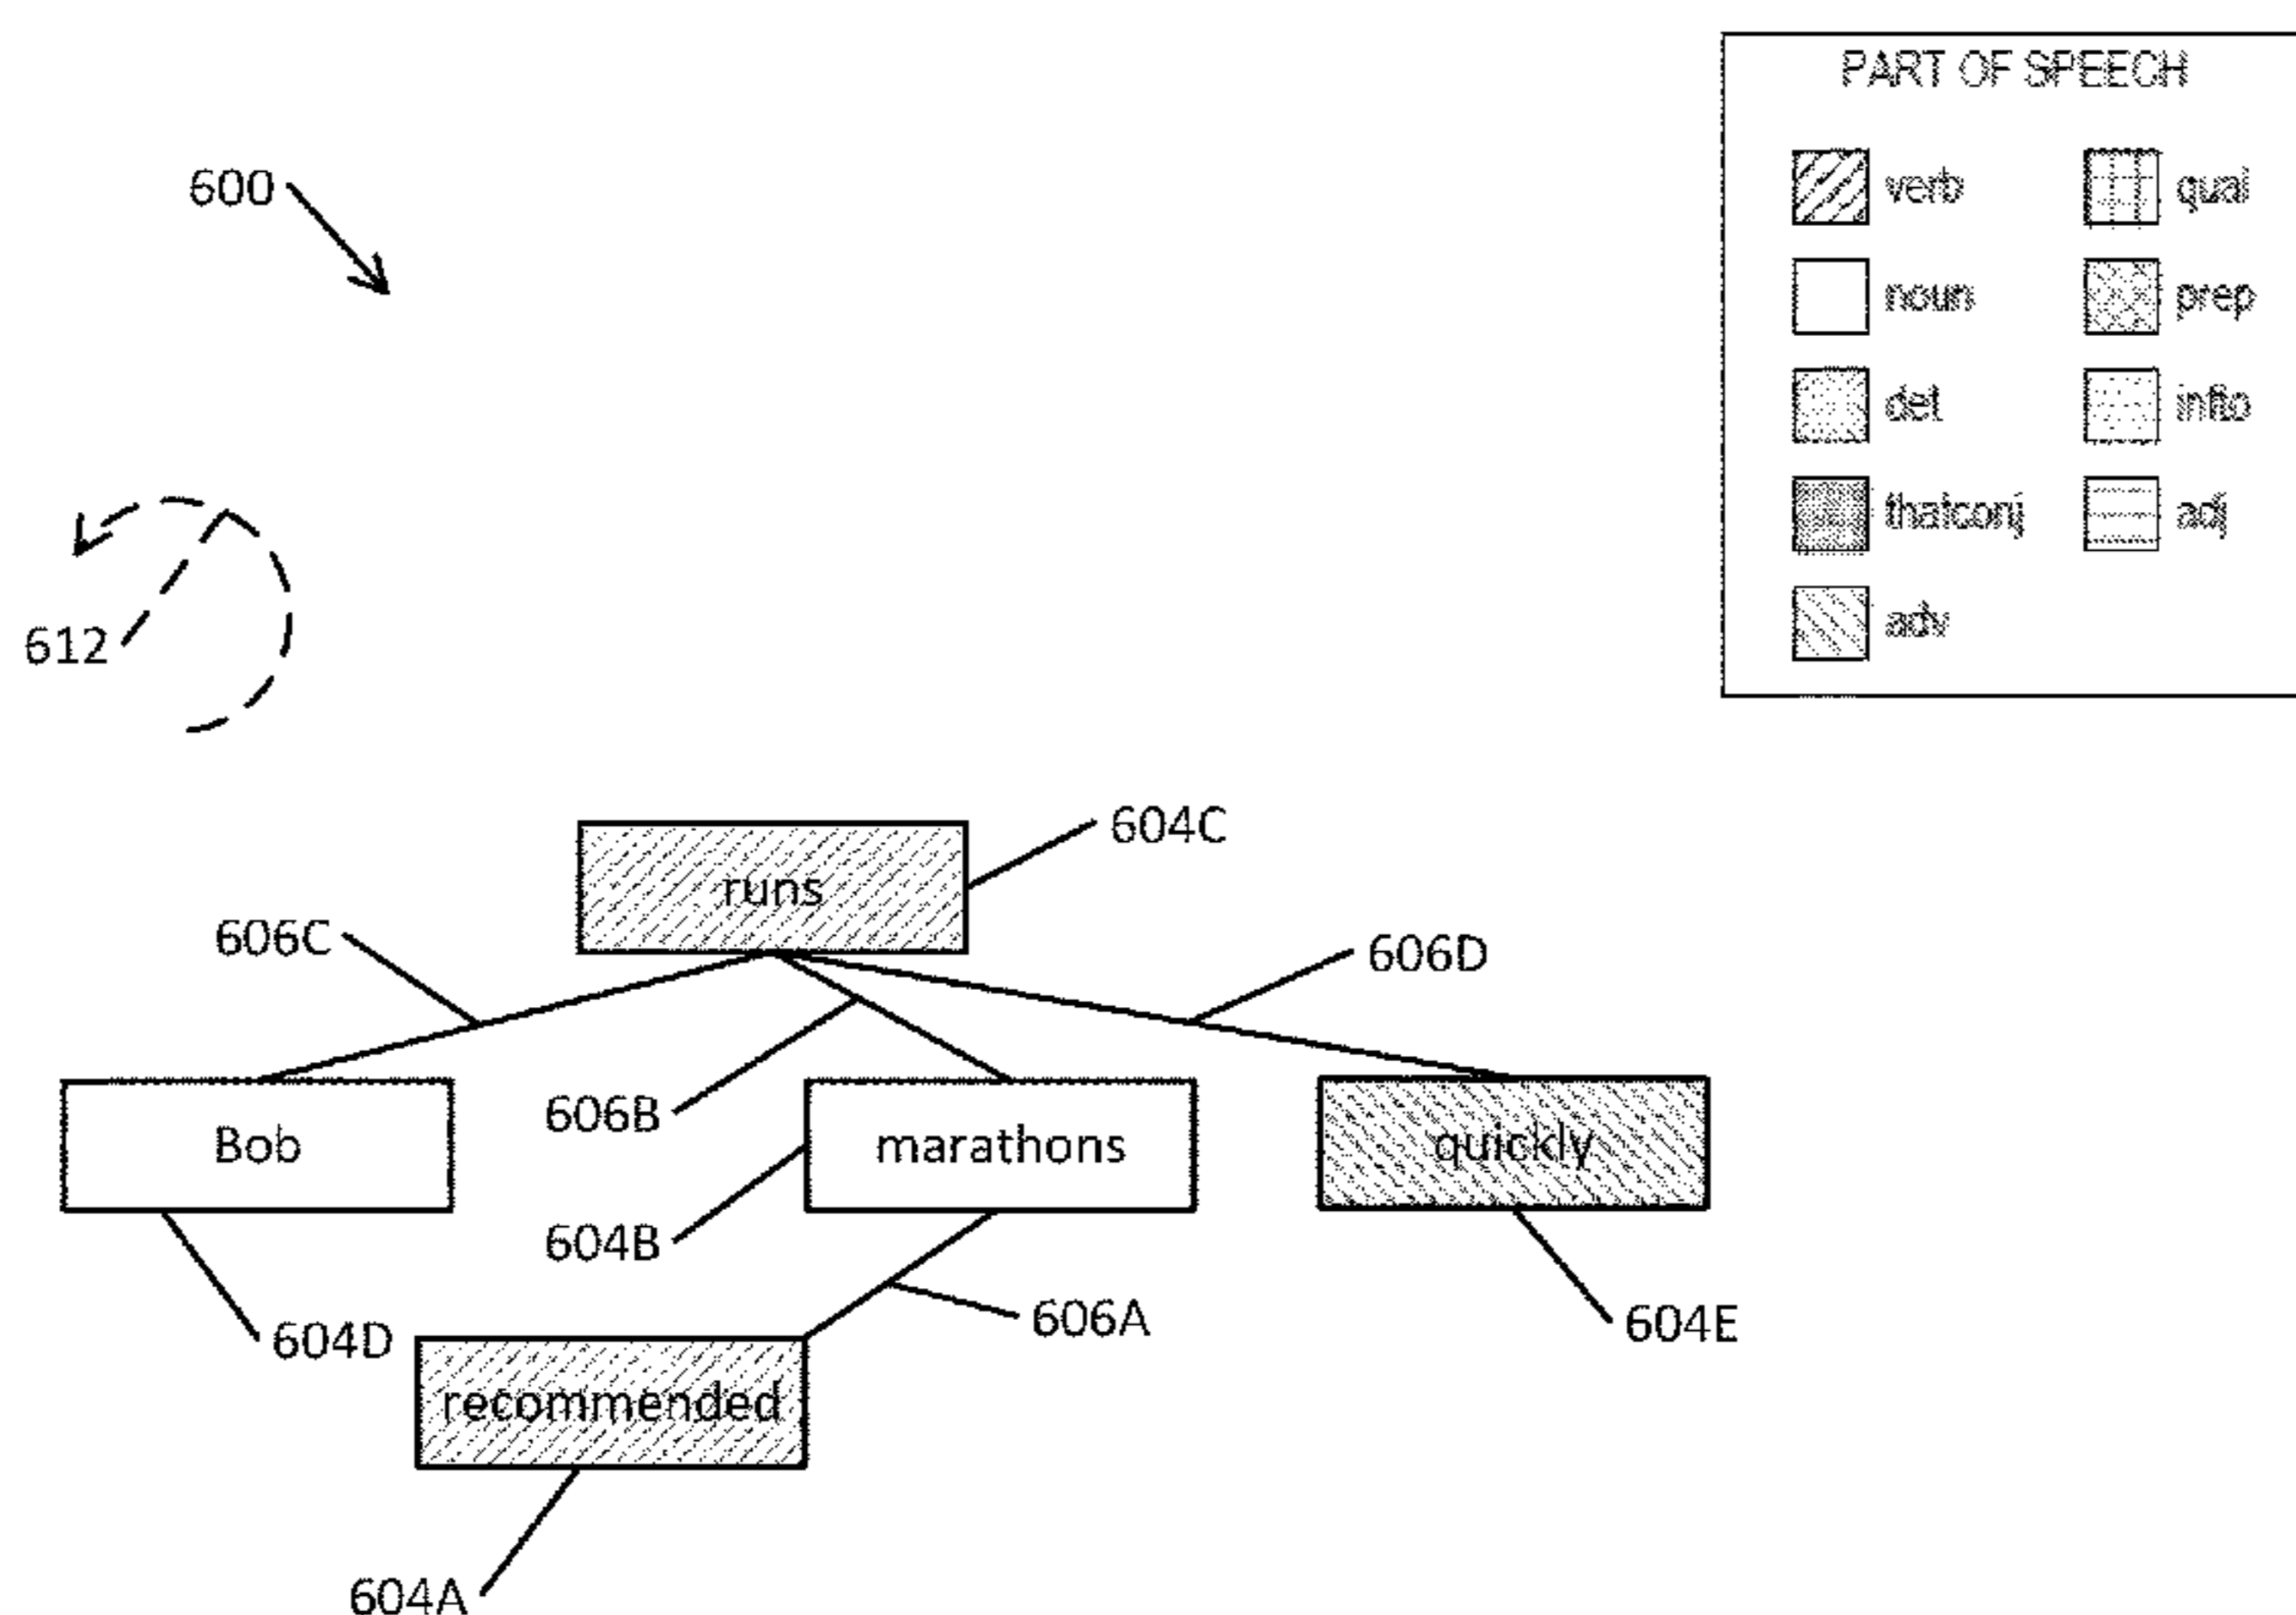 PART OF SPEECH
verb
qual
noun
prep
det
infto
thatconj
adj
adv
600
612
runs
604C
606C
606D
Bob
606B
marathons
quickly
604B
604D
606A
604E
recommended
604A